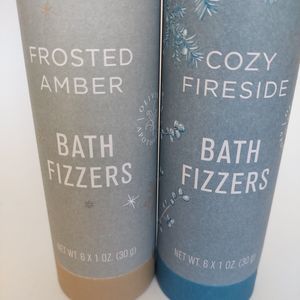 FROSTED
AMBER
BATH
FIZZERS
NET WT. 6 X 1 OZ. (30 g)
COZY
FIRESIDE
BATH
FIZZERS
NET WT. 6 X 1 OZ. (30 g)